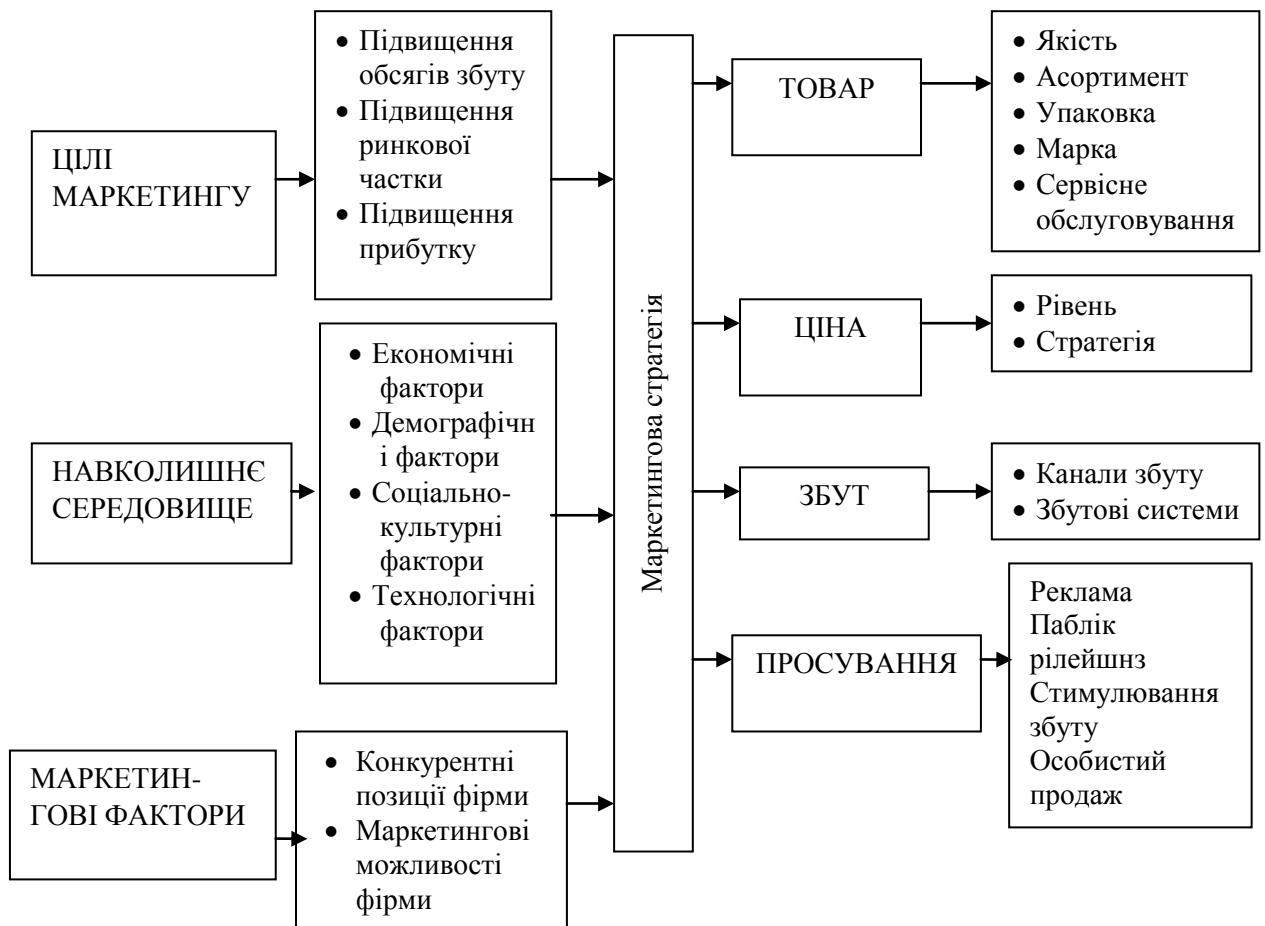 ЦІЛІ
МАРКЕТИНГУ
• Підвищення
обсягів збуту
• Підвищення
ринкової
частки
• Підвищення
прибутку
НАВКОЛИШНЄ
СЕРЕДОВИЩЕ
• Економічні
фактори
• Демографічн
і фактори
• Соціально-
культурні
фактори
• Технологічні
фактори
МАРКЕТИН-
ГОВІ ФАКТОРИ
• Конкурентні
позиції фірми
• Маркетингові
можливості
фірми
Маркетингова стратегія
ТОВАР
• Якість
• Асортимент
• Упаковка
• Марка
• Сервісне
обслуговування
ЦІНА
• Рівень
• Стратегія
ЗБУТ
• Канали збуту
• Збутові системи
ПРОСУВАННЯ
Реклама
Паблік
рілейшнз
Стимулювання
збуту
Особистий
продаж